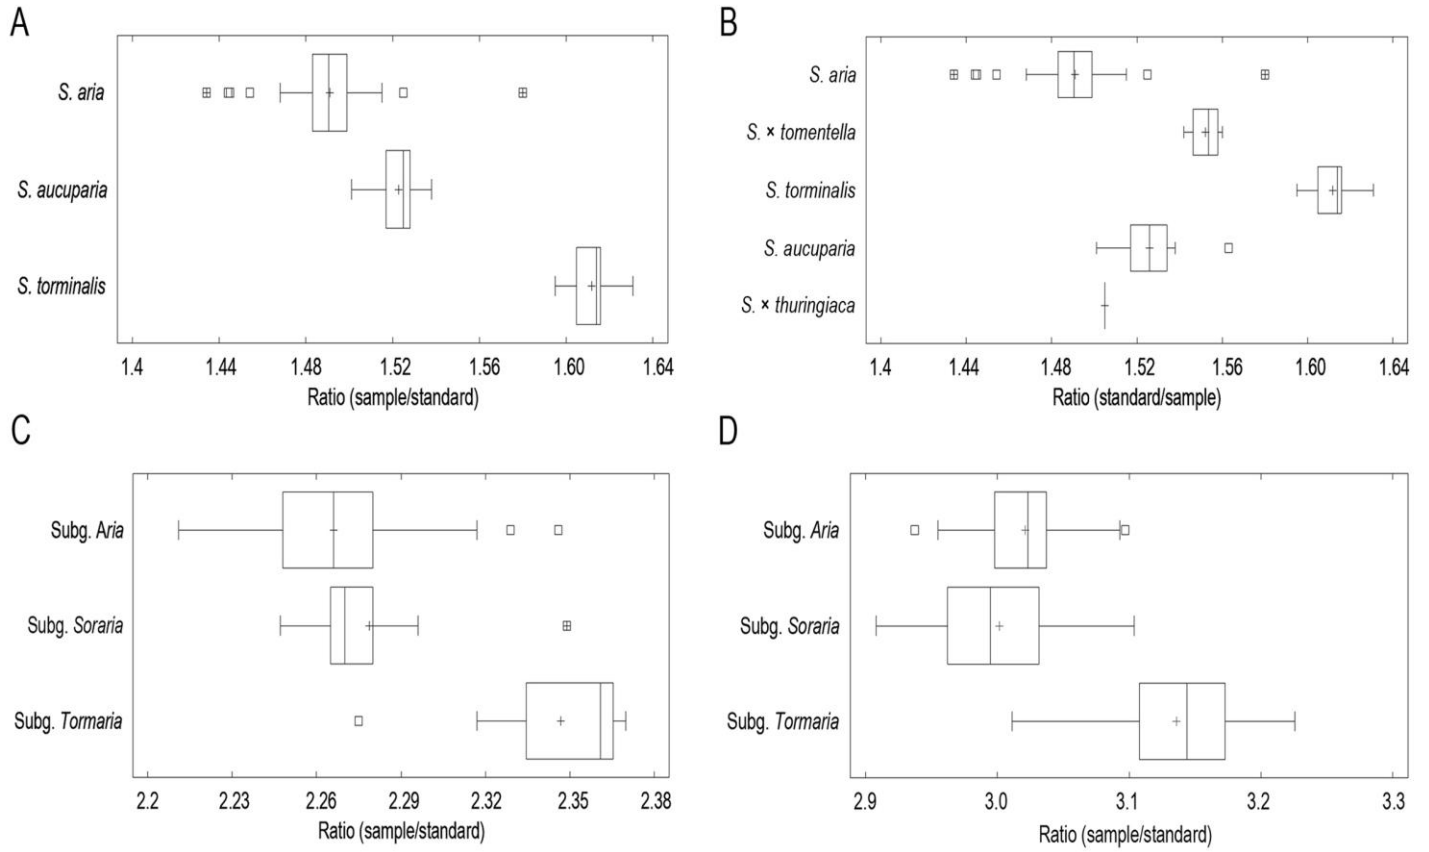 A
S. aria
S. aucuparia
S. torminalis
1.4 1.44 1.48 1.52 1.56 1.60 1.64
Ratio (sample/standard)
B
S. aria
S. × tomentella
S. torminalis
S. aucuparia
S. × thuringiaca
1.4 1.44 1.48 1.52 1.56 1.60 1.64
Ratio (standard/sample)
C
Subg. Aria
Subg. Soraria
Subg. Tormaria
2.2 2.23 2.26 2.29 2.32 2.35 2.38
Ratio (sample/standard)
D
Subg. Aria
Subg. Soraria
Subg. Tormaria
2.9 3.0 3.1 3.2 3.3
Ratio (sample/standard)